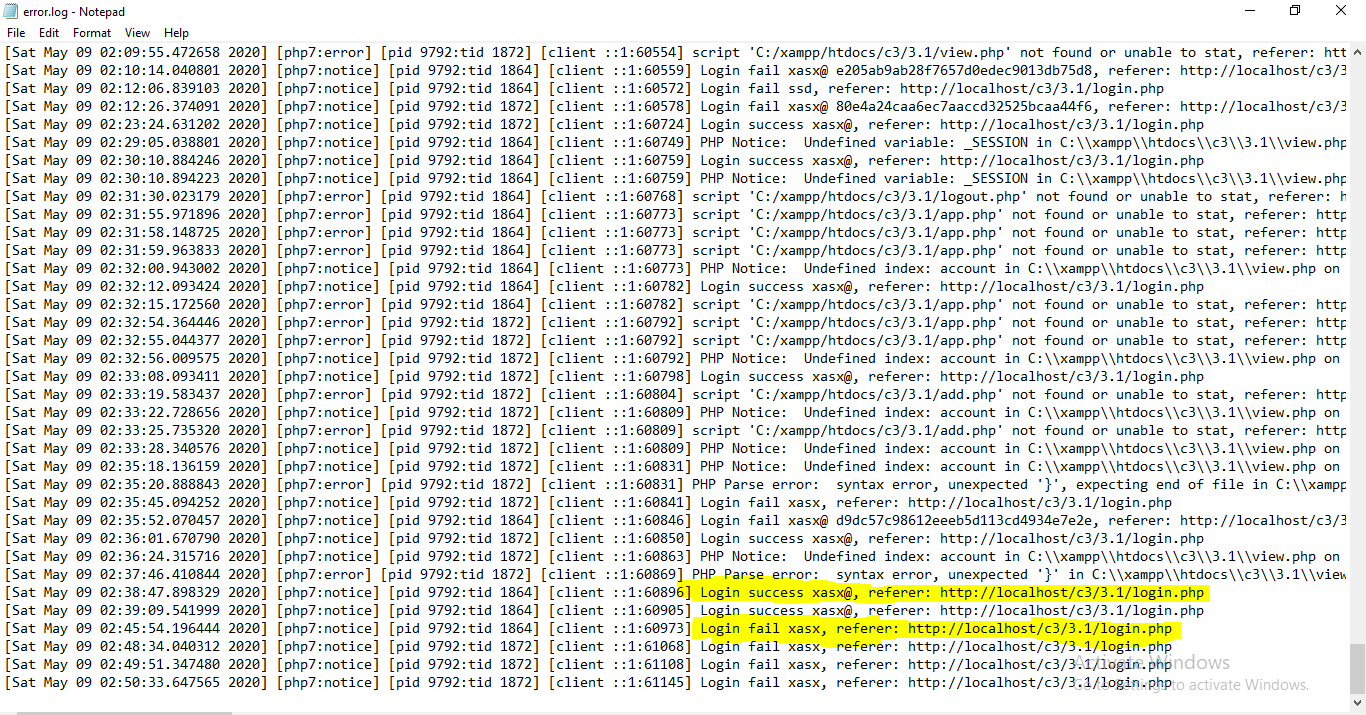 error.log - Notepad
File Edit Format View Help
[Sat May 09 02:09:55.472658 2020] [php7:error] [pid 9792:tid 1872] [client ::1:60554] script 'C:/xampp/htdocs/c3/3.1/view.php' not found or unable to stat, referer: htt
[Sat May 09 02:10:14.040801 2020] [php7:notice] [pid 9792:tid 1864] [client ::1:60559] Login fail xasx@ e205ab9ab28f7657d0edec9013db75d8, referer: http://localhost/c3/3
[Sat May 09 02:12:06.839103 2020] [php7:notice] [pid 9792:tid 1864] [client ::1:60572] Login fail ssd, referer: http://localhost/c3/3.1/login.php
[Sat May 09 02:12:26.374091 2020] [php7:notice] [pid 9792:tid 1872] [client ::1:60578] Login fail xasx@ 80e4a24caa6ec7aaccd32525bcaa44f6, referer: http://localhost/c3/3
[Sat May 09 02:23:24.631202 2020] [php7:notice] [pid 9792:tid 1872] [client ::1:60724] Login success xasx@, referer: http://localhost/c3/3.1/login.php
[Sat May 09 02:29:05.038801 2020] [php7:notice] [pid 9792:tid 1864] [client ::1:60749] PHP Notice:  Undefined variable: _SESSION in C:\\xampp\\htdocs\\c3\\3.1\\view.php
[Sat May 09 02:30:10.884246 2020] [php7:notice] [pid 9792:tid 1864] [client ::1:60759] Login success xasx@, referer: http://localhost/c3/3.1/login.php
[Sat May 09 02:30:10.894223 2020] [php7:notice] [pid 9792:tid 1864] [client ::1:60759] PHP Notice:  Undefined variable: _SESSION in C:\\xampp\\htdocs\\c3\\3.1\\view.php
[Sat May 09 02:31:30.023179 2020] [php7:error] [pid 9792:tid 1864] [client ::1:60768] script 'C:/xampp/htdocs/c3/3.1/logout.php' not found or unable to stat, referer: h
[Sat May 09 02:31:55.971896 2020] [php7:error] [pid 9792:tid 1864] [client ::1:60773] script 'C:/xampp/htdocs/c3/3.1/app.php' not found or unable to stat, referer: http
[Sat May 09 02:31:58.148725 2020] [php7:error] [pid 9792:tid 1864] [client ::1:60773] script 'C:/xampp/htdocs/c3/3.1/app.php' not found or unable to stat, referer: http
[Sat May 09 02:31:59.963833 2020] [php7:error] [pid 9792:tid 1864] [client ::1:60773] script 'C:/xampp/htdocs/c3/3.1/app.php' not found or unable to stat, referer: http
[Sat May 09 02:32:00.943002 2020] [php7:notice] [pid 9792:tid 1864] [client ::1:60773] PHP Notice:  Undefined index: account in C:\\xampp\\htdocs\\c3\\3.1\\view.php on
[Sat May 09 02:32:12.093424 2020] [php7:notice] [pid 9792:tid 1864] [client ::1:60782] Login success xasx@, referer: http://localhost/c3/3.1/login.php
[Sat May 09 02:32:15.172560 2020] [php7:error] [pid 9792:tid 1864] [client ::1:60782] script 'C:/xampp/htdocs/c3/3.1/app.php' not found or unable to stat, referer: http
[Sat May 09 02:32:54.364446 2020] [php7:error] [pid 9792:tid 1872] [client ::1:60792] script 'C:/xampp/htdocs/c3/3.1/app.php' not found or unable to stat, referer: http
[Sat May 09 02:32:55.044377 2020] [php7:error] [pid 9792:tid 1872] [client ::1:60792] script 'C:/xampp/htdocs/c3/3.1/app.php' not found or unable to stat, referer: http
[Sat May 09 02:32:56.009575 2020] [php7:notice] [pid 9792:tid 1872] [client ::1:60792] PHP Notice:  Undefined index: account in C:\\xampp\\htdocs\\c3\\3.1\\view.php on
[Sat May 09 02:33:08.093411 2020] [php7:notice] [pid 9792:tid 1872] [client ::1:60798] Login success xasx@, referer: http://localhost/c3/3.1/login.php
[Sat May 09 02:33:19.583437 2020] [php7:error] [pid 9792:tid 1872] [client ::1:60804] script 'C:/xampp/htdocs/c3/3.1/add.php' not found or unable to stat, referer: http
[Sat May 09 02:33:22.728656 2020] [php7:notice] [pid 9792:tid 1872] [client ::1:60809] PHP Notice:  Undefined index: account in C:\\xampp\\htdocs\\c3\\3.1\\view.php on
[Sat May 09 02:33:25.735320 2020] [php7:error] [pid 9792:tid 1872] [client ::1:60809] script 'C:/xampp/htdocs/c3/3.1/add.php' not found or unable to stat, referer: http
[Sat May 09 02:33:28.340576 2020] [php7:notice] [pid 9792:tid 1872] [client ::1:60809] PHP Notice:  Undefined index: account in C:\\xampp\\htdocs\\c3\\3.1\\view.php on
[Sat May 09 02:35:18.136159 2020] [php7:notice] [pid 9792:tid 1872] [client ::1:60831] PHP Notice:  Undefined index: account in C:\\xampp\\htdocs\\c3\\3.1\\view.php on
[Sat May 09 02:35:20.888843 2020] [php7:error] [pid 9792:tid 1872] [client ::1:60831] PHP Parse error:  syntax error, unexpected '}', expecting end of file in C:\\xampp
[Sat May 09 02:35:45.094252 2020] [php7:notice] [pid 9792:tid 1872] [client ::1:60841] Login fail xasx, referer: http://localhost/c3/3.1/login.php
[Sat May 09 02:35:52.070457 2020] [php7:notice] [pid 9792:tid 1864] [client ::1:60846] Login fail xasx@ d9dc57c98612eeeb5d113cd4934e7e2e, referer: http://localhost/c3/3
[Sat May 09 02:36:01.670790 2020] [php7:notice] [pid 9792:tid 1872] [client ::1:60850] Login success xasx@, referer: http://localhost/c3/3.1/login.php
[Sat May 09 02:36:24.315716 2020] [php7:notice] [pid 9792:tid 1872] [client ::1:60863] PHP Notice:  Undefined index: account in C:\\xampp\\htdocs\\c3\\3.1\\view.php on
[Sat May 09 02:37:46.410844 2020] [php7:error] [pid 9792:tid 1872] [client ::1:60869] PHP Parse error:  syntax error, unexpected '}' in C:\\xampp\\htdocs\\c3\\3.1\\view
[Sat May 09 02:38:47.898329 2020] [php7:notice] [pid 9792:tid 1864] [client ::1:60896] Login success xasx@, referer: http://localhost/c3/3.1/login.php
[Sat May 09 02:39:09.541999 2020] [php7:notice] [pid 9792:tid 1872] [client ::1:60905] Login success xasx@, referer: http://localhost/c3/3.1/login.php
[Sat May 09 02:45:54.196444 2020] [php7:notice] [pid 9792:tid 1864] [client ::1:60973] Login fail xasx, referer: http://localhost/c3/3.1/login.php
[Sat May 09 02:48:34.040312 2020] [php7:notice] [pid 9792:tid 1872] [client ::1:61068] Login fail xasx, referer: http://localhost/c3/3.1/login.php
[Sat May 09 02:49:51.347480 2020] [php7:notice] [pid 9792:tid 1872] [client ::1:61108] Login fail xasx, referer: http://localhost/c3/3.1/login.php
[Sat May 09 02:50:33.647565 2020] [php7:notice] [pid 9792:tid 1872] [client ::1:61145] Login fail xasx, referer: http://localhost/c3/3.1/login.php
Activate Windows
Go to Settings to activate Windows.